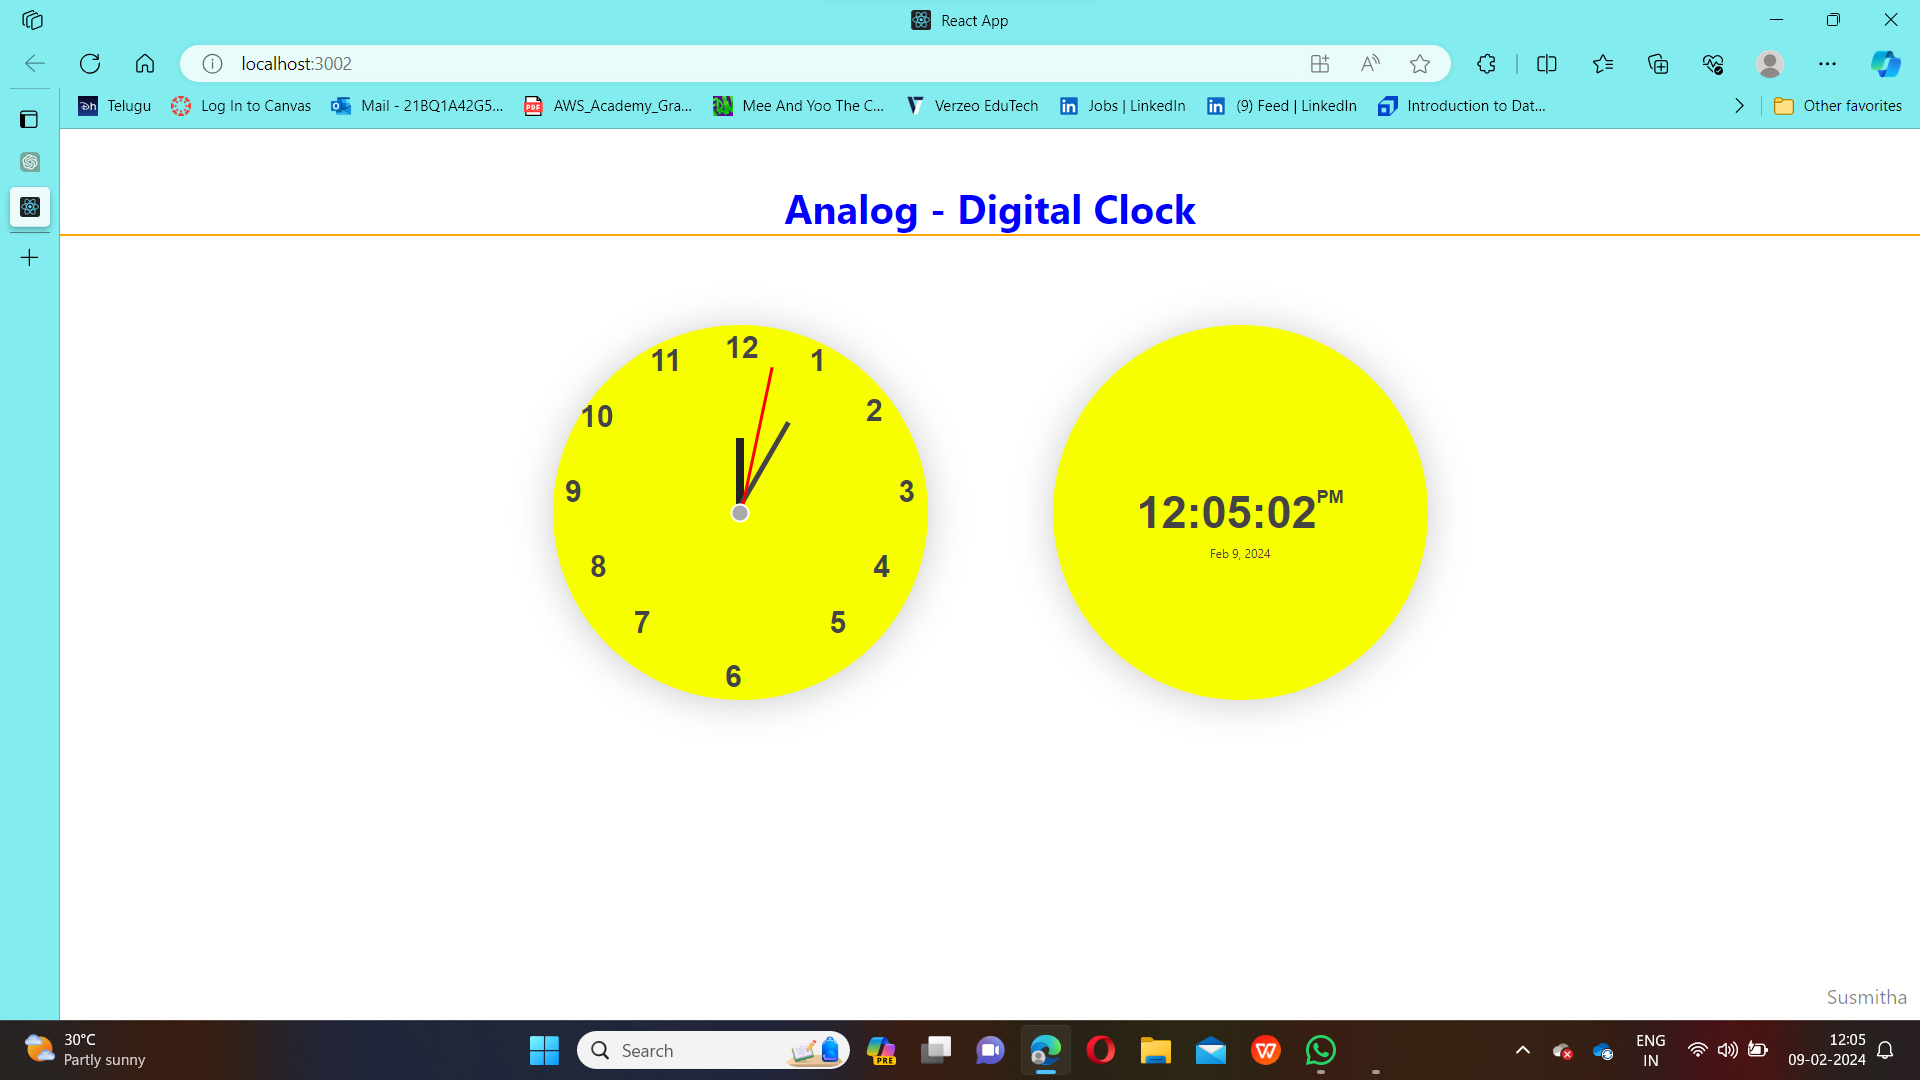 React App
localhost:3002
Telugu
Log In to Canvas
Mail - 21BQ1A42G5...
AWS_Academy_Gra...
Mee And Yoo The C...
Verzeo EduTech
Jobs | LinkedIn
(9) Feed | LinkedIn
Introduction to Dat...
Other favorites
Analog - Digital Clock
12
11
1
10
2
9
3
8
4
7
5
6
12:05:02PM
Feb 9, 2024
Susmitha
30°C
Partly sunny
Search
PRE
ENG
IN
12:05
09-02-2024